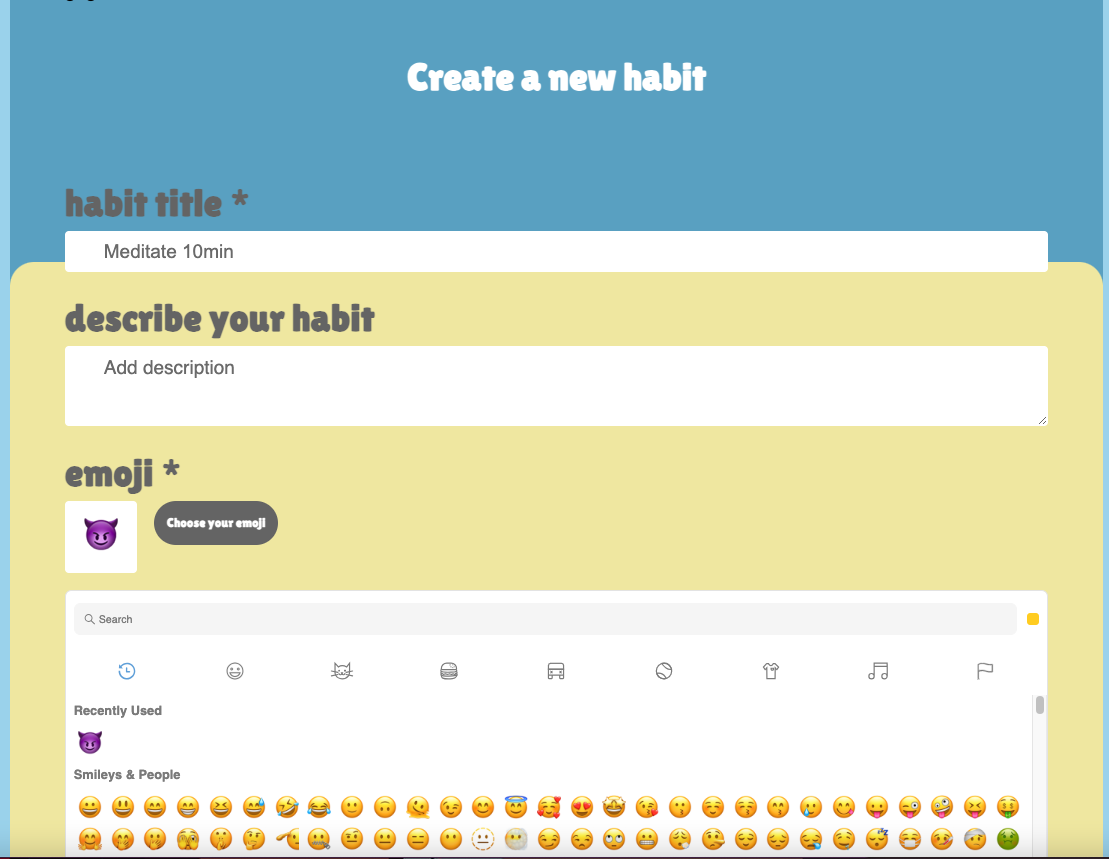 Create a new habit
habit title *
Meditate 10min
describe your habit
Add description
emoji *
Choose your emoji
Search
Recently Used
Smileys & People